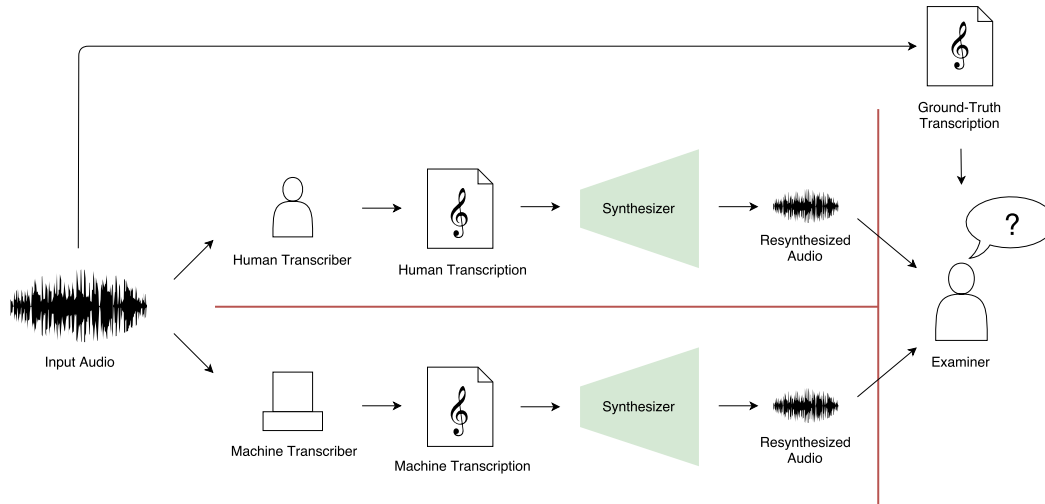 Ground-Truth
Transcription
?
Synthesizer
Human Transcriber
Human Transcription
Resynthesized
Audio
Input Audio
Examiner
Synthesizer
Machine Transcriber
Machine Transcription
Resynthesized
Audio